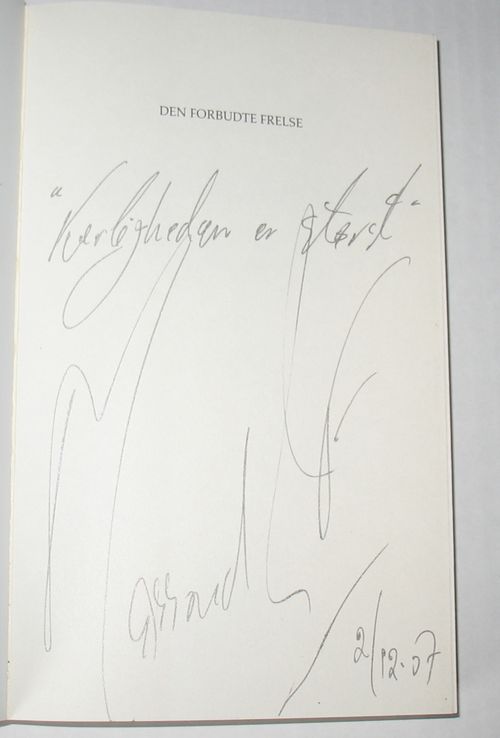 DEN FORBUDTE FRELSE
"Kærligheden er størst"
2/12-07